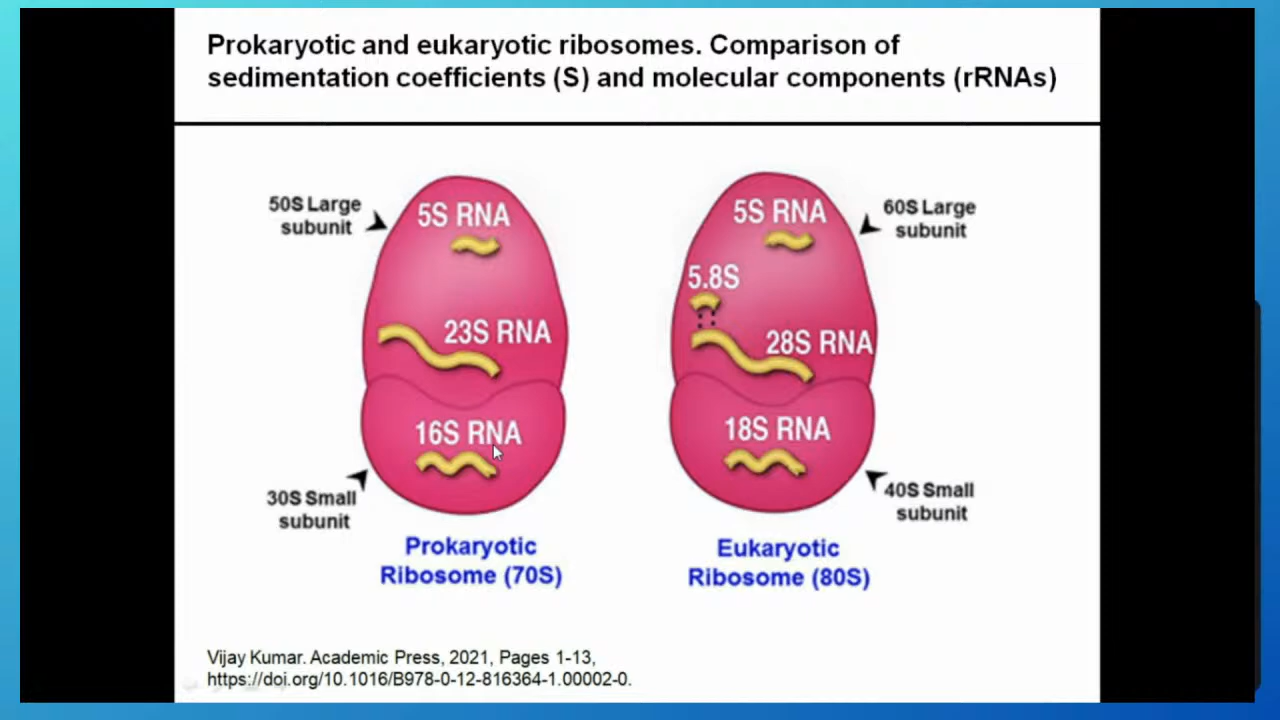 Prokaryotic and eukaryotic ribosomes. Comparison of
sedimentation coefficients (S) and molecular components (rRNAs)
50S Large
subunit
5S RNA
23S RNA
16S RNA
30S Small
subunit
Prokaryotic
Ribosome (70S)
5S RNA
60S Large
subunit
5.8S
28S RNA
18S RNA
40S Small
subunit
Eukaryotic
Ribosome (80S)
Vijay Kumar. Academic Press, 2021, Pages 1-13,
https://doi.org/10.1016/B978-0-12-816364-1.00002-0.